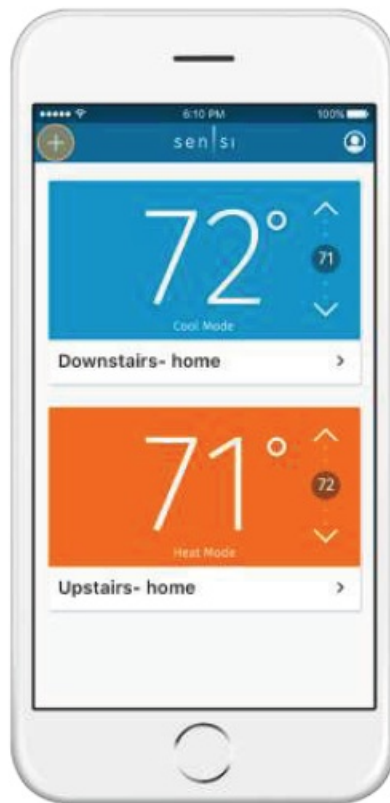 6:10 PM
100%
+
sensi
72°
71
Cool Mode
Downstairs- home
>
71°
72
Heat Mode
Upstairs- home
>